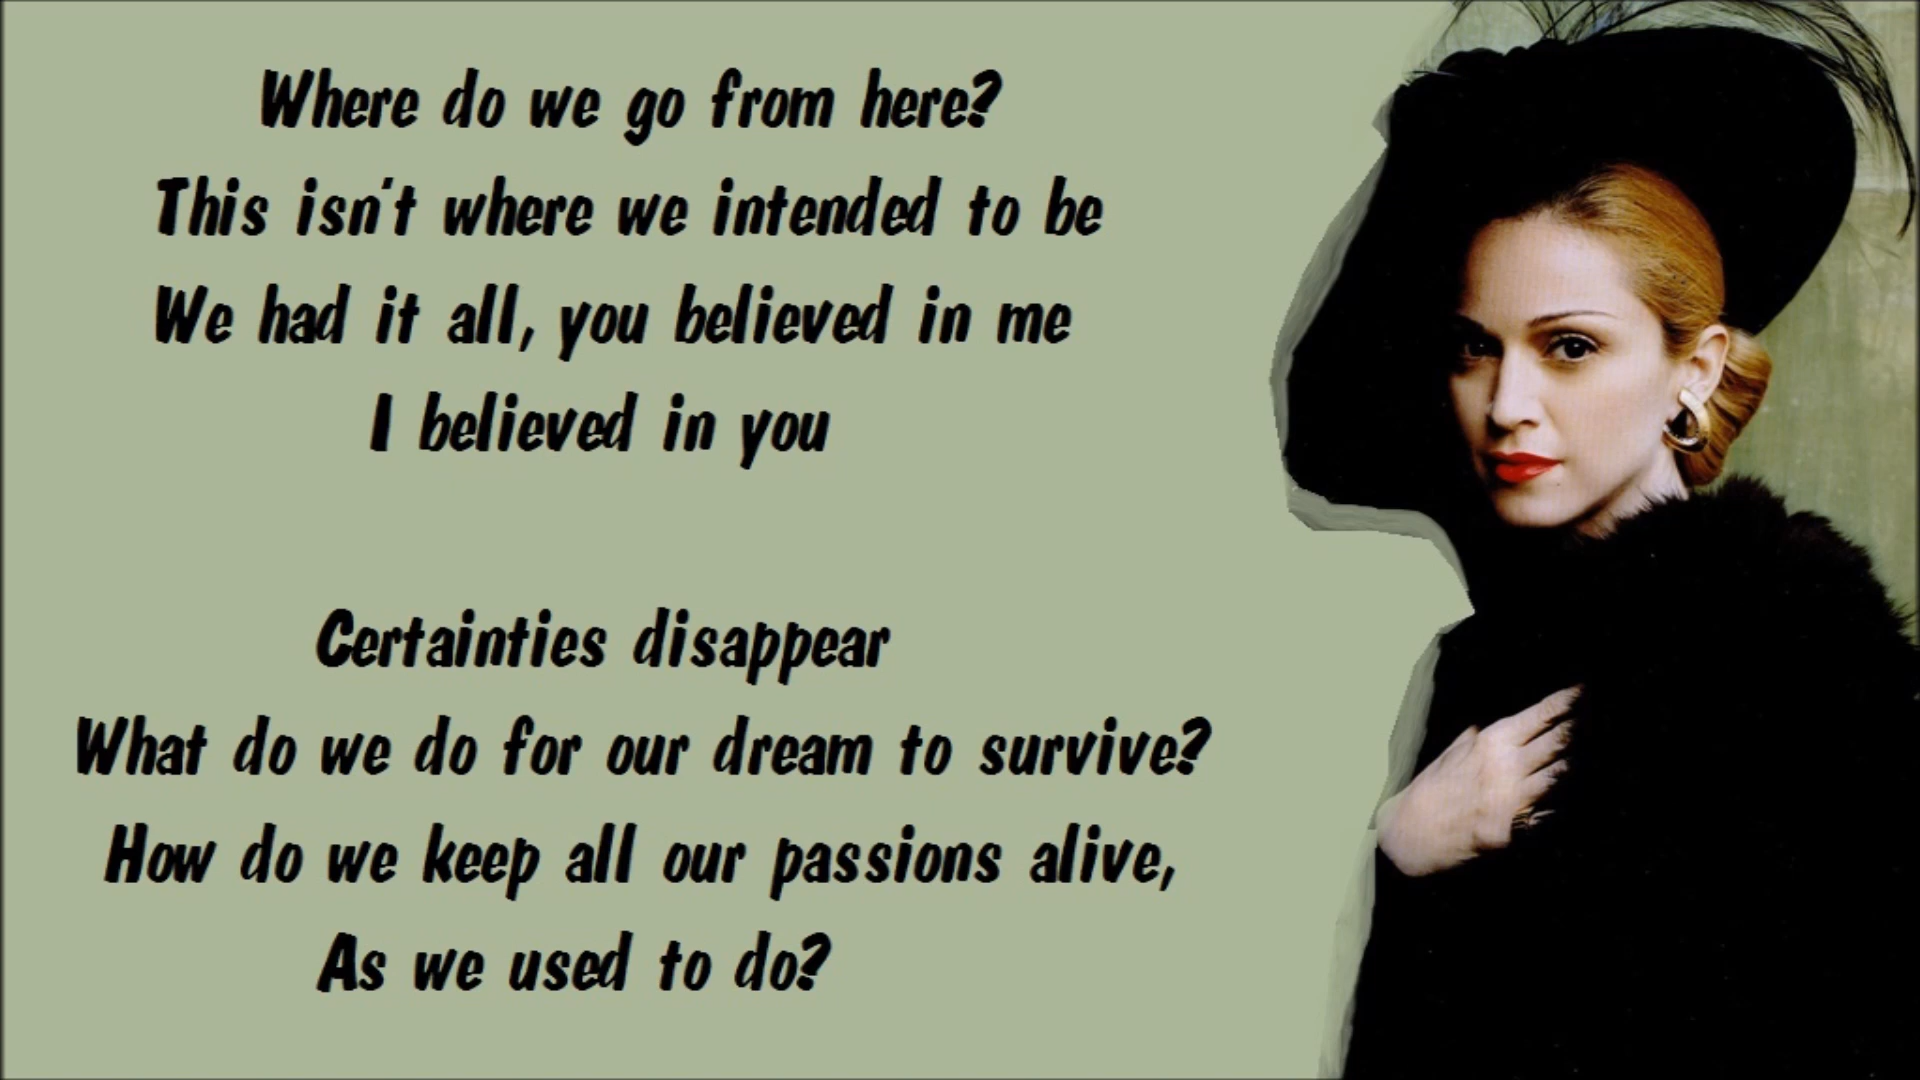 Where do we go from here?
This isn't where we intended to be
We had it all, you believed in me
I believed in you
Certainties disappear
What do we do for our dream to survive?
How do we keep all our passions alive,
As we used to do?